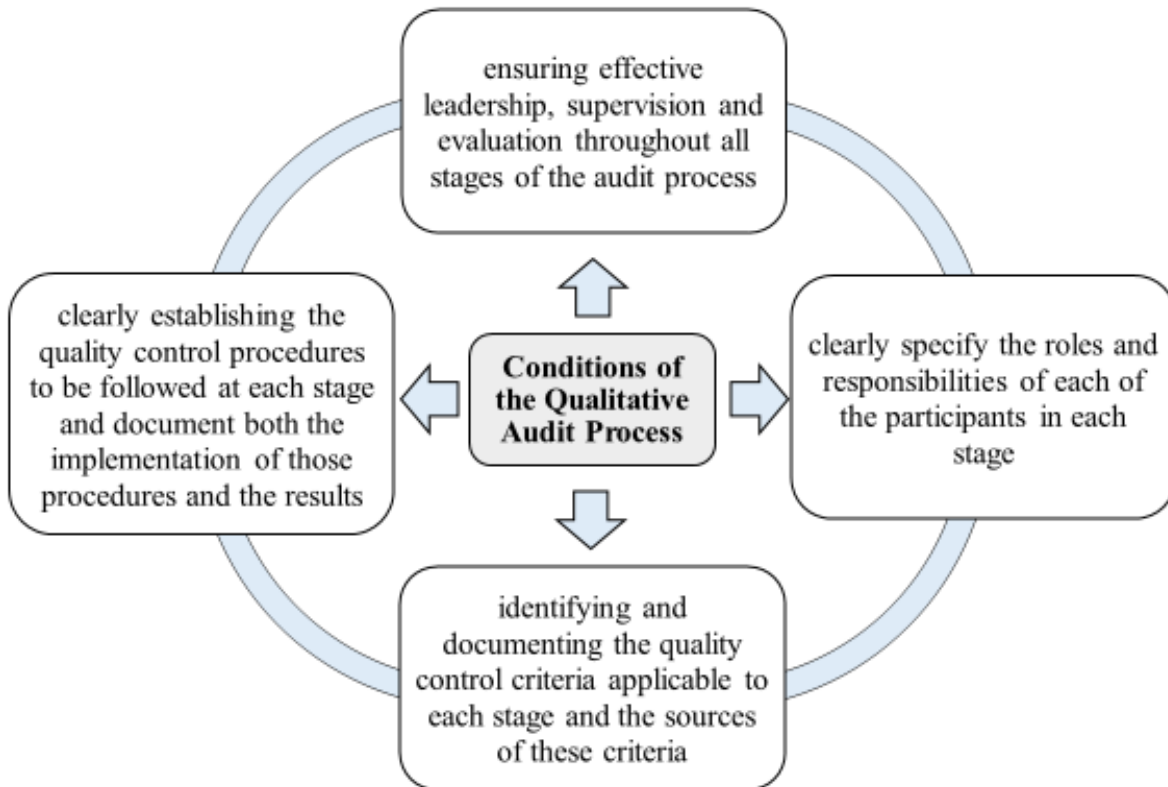 ensuring effective
leadership, supervision and
evaluation throughout all
stages of the audit process
clearly establishing the
quality control procedures
to be followed at each stage
and document both the
implementation of those
procedures and the results
Conditions of
the Qualitative
Audit Process
clearly specify the roles and
responsibilities of each of
the participants in each
stage
identifying and
documenting the quality
control criteria applicable to
each stage and the sources
of these criteria